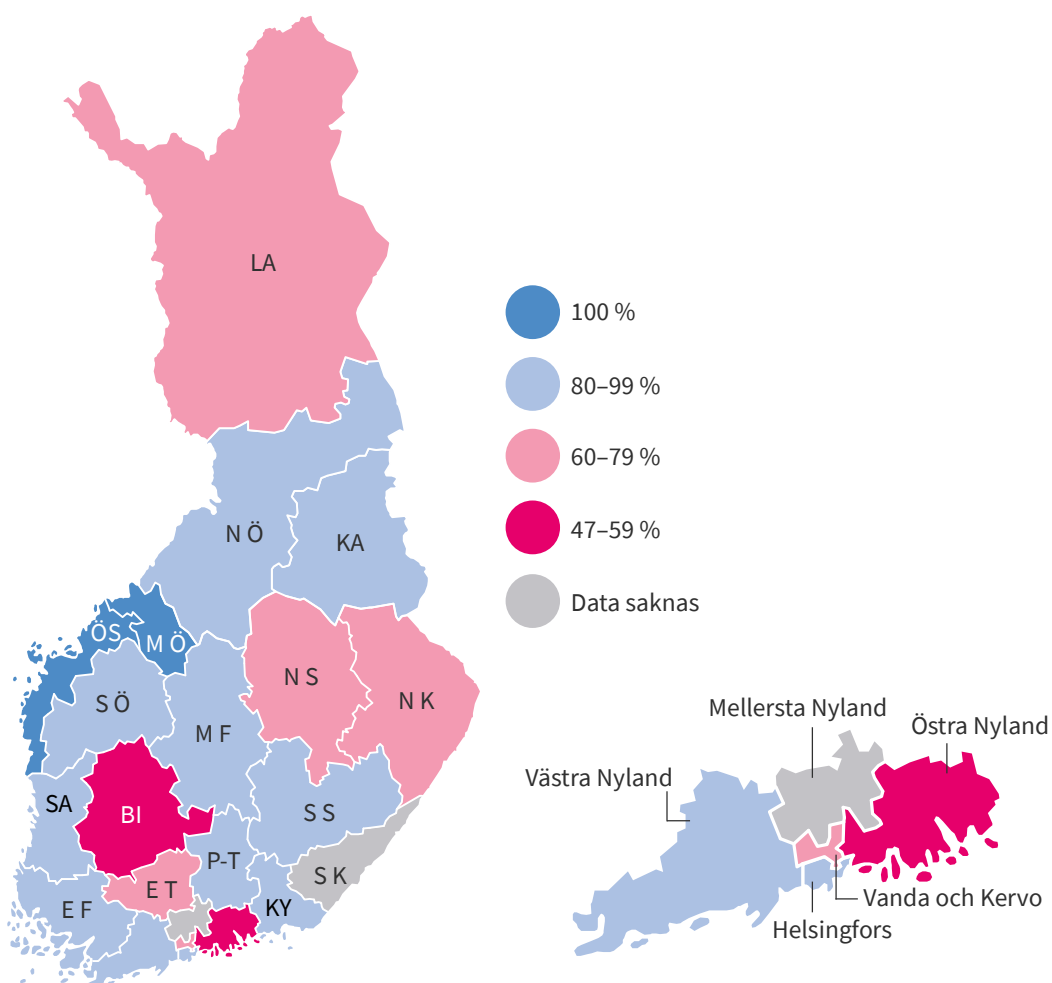 LA
100 %
80–99 %
60–79 %
47–59 %
Data saknas
N Ö
KA
ÖS
M Ö
N S
N K
S Ö
M F
SA
BI
S S
P-T
S K
E T
E F
KY
Mellersta Nyland
Östra Nyland
Västra Nyland
Vanda och Kervo
Helsingfors